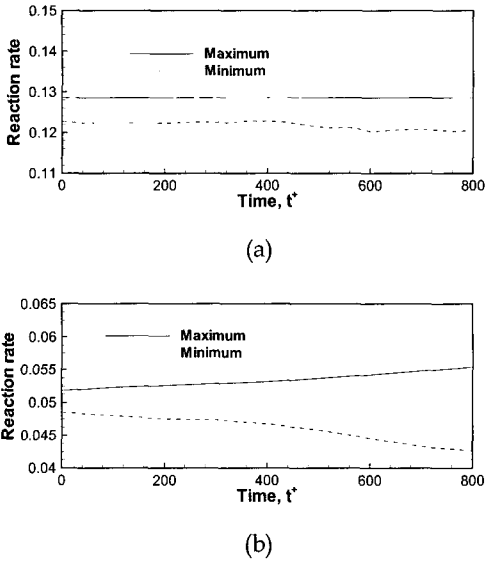 0.15
0.14
0.13
0.12
0.11
Reaction rate
Maximum
Minimum
0
200
400
600
800
Time, t+
(a)
0.065
0.06
0.055
0.05
0.045
0.04
Reaction rate
Maximum
Minimum
0
200
400
600
800
Time, t+
(b)